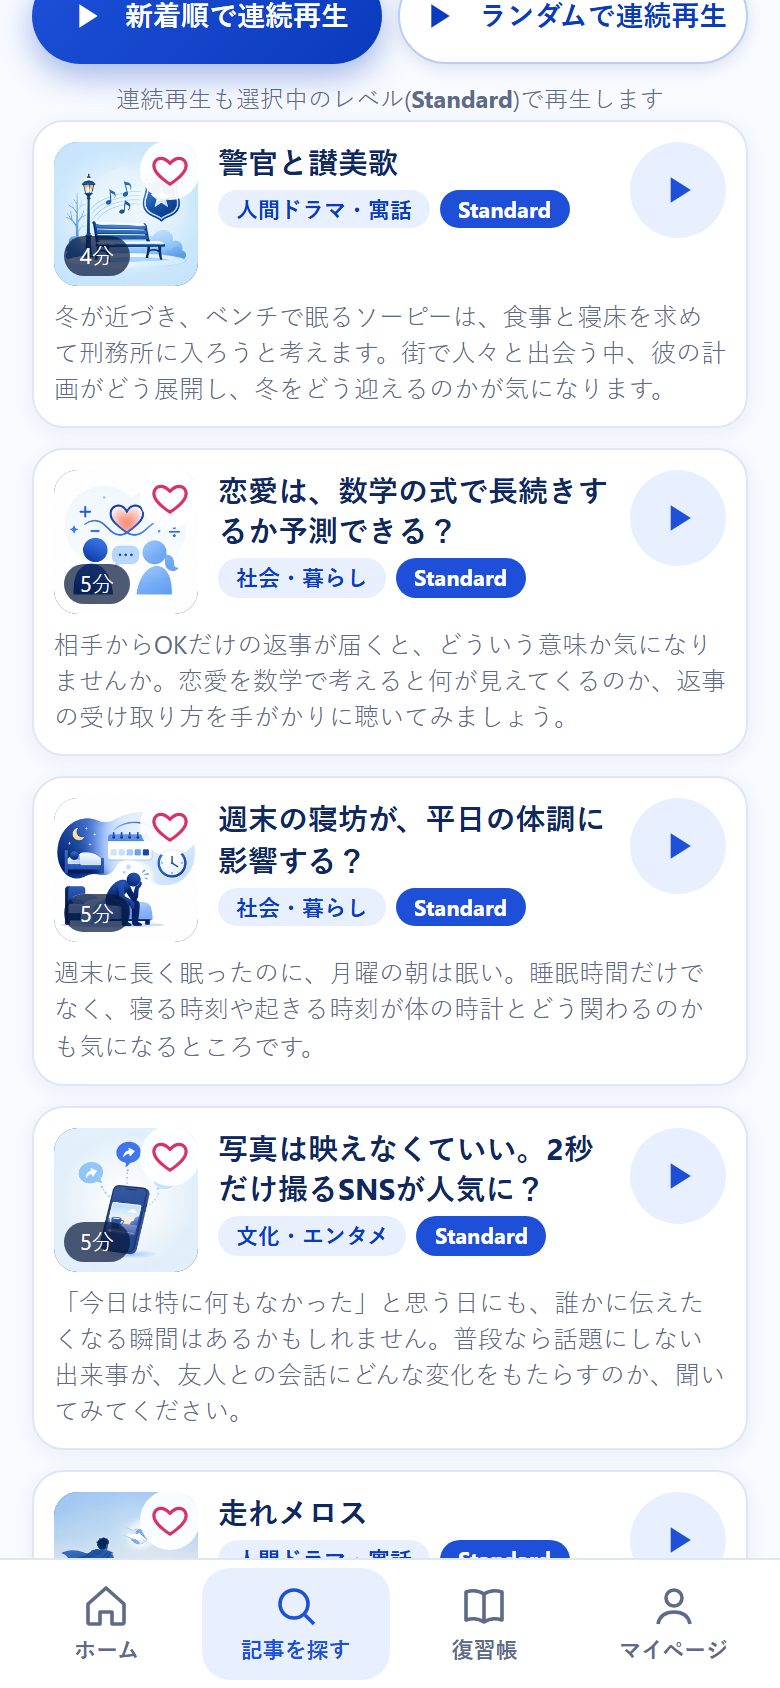 新着順で連続再生
ランダムで連続再生
連続再生も選択中のレベル(Standard)で再生します
4分
警官と讃美歌
人間ドラマ・寓話
Standard
冬が近づき、ベンチで眠るソーピーは、食事と寝床を求め
て刑務所に入ろうと考えます。街で人々と出会う中、彼の計
画がどう展開し、冬をどう迎えるのかが気になります。
5分
恋愛は、数学の式で長続きす
るか予測できる？
社会・暮らし
Standard
相手からOKだけの返事が届くと、どういう意味か気になり
ませんか。恋愛を数学で考えると何が見えてくるのか、返事
の受け取り方を手がかりに聴いてみましょう。
5分
週末の寝坊が、平日の体調に
影響する？
社会・暮らし
Standard
週末に長く眠ったのに、月曜の朝は眠い。睡眠時間だけで
なく、寝る時刻や起きる時刻が体の時計とどう関わるのか
も気になるところです。
5分
写真は映えなくていい。2秒
だけ撮るSNSが人気に？
文化・エンタメ
Standard
「今日は特に何もなかった」と思う日にも、誰かに伝えた
くなる瞬間はあるかもしれません。普段なら話題にしない
出来事が、友人との会話にどんな変化をもたらすのか、聞い
てみてください。
走れメロス
人間ドラマ・寓話
Standard
ホーム
記事を探す
復習帳
マイページ